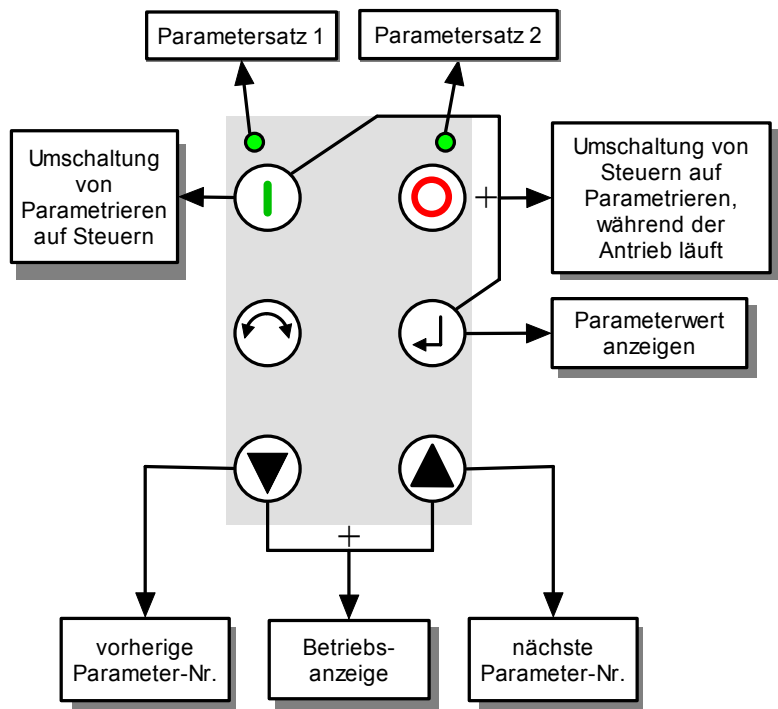 Parametersatz 1
Parametersatz 2
Umschaltung
von
Parametrieren
auf Steuern
Umschaltung von
Steuern auf
Parametrieren,
während der
Antrieb läuft
+
Parameterwert
anzeigen
+
vorherige
Parameter-Nr.
Betriebs-
anzeige
nächste
Parameter-Nr.